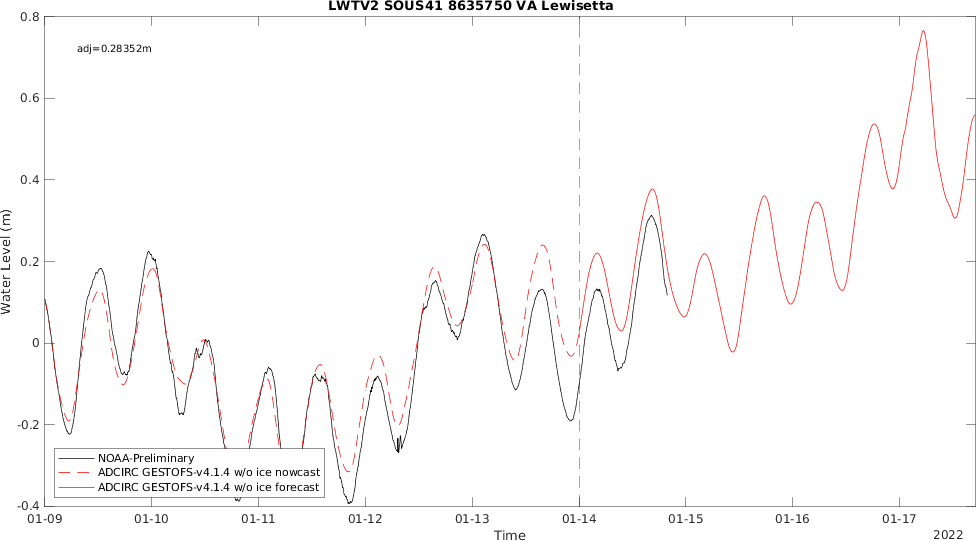 LWTV2 SOUS41 8635750 VA Lewisetta
adj=0.28352m
0.8
0.6
0.4
0.2
0
-0.2
-0.4
Water Level (m)
NOAA-Preliminary
ADCIRC GESTOFS-v4.1.4 w/o ice nowcast
ADCIRC GESTOFS-v4.1.4 w/o ice forecast
01-09 01-10 01-11 01-12 01-13 01-14 01-15 01-16 01-17
Time
2022